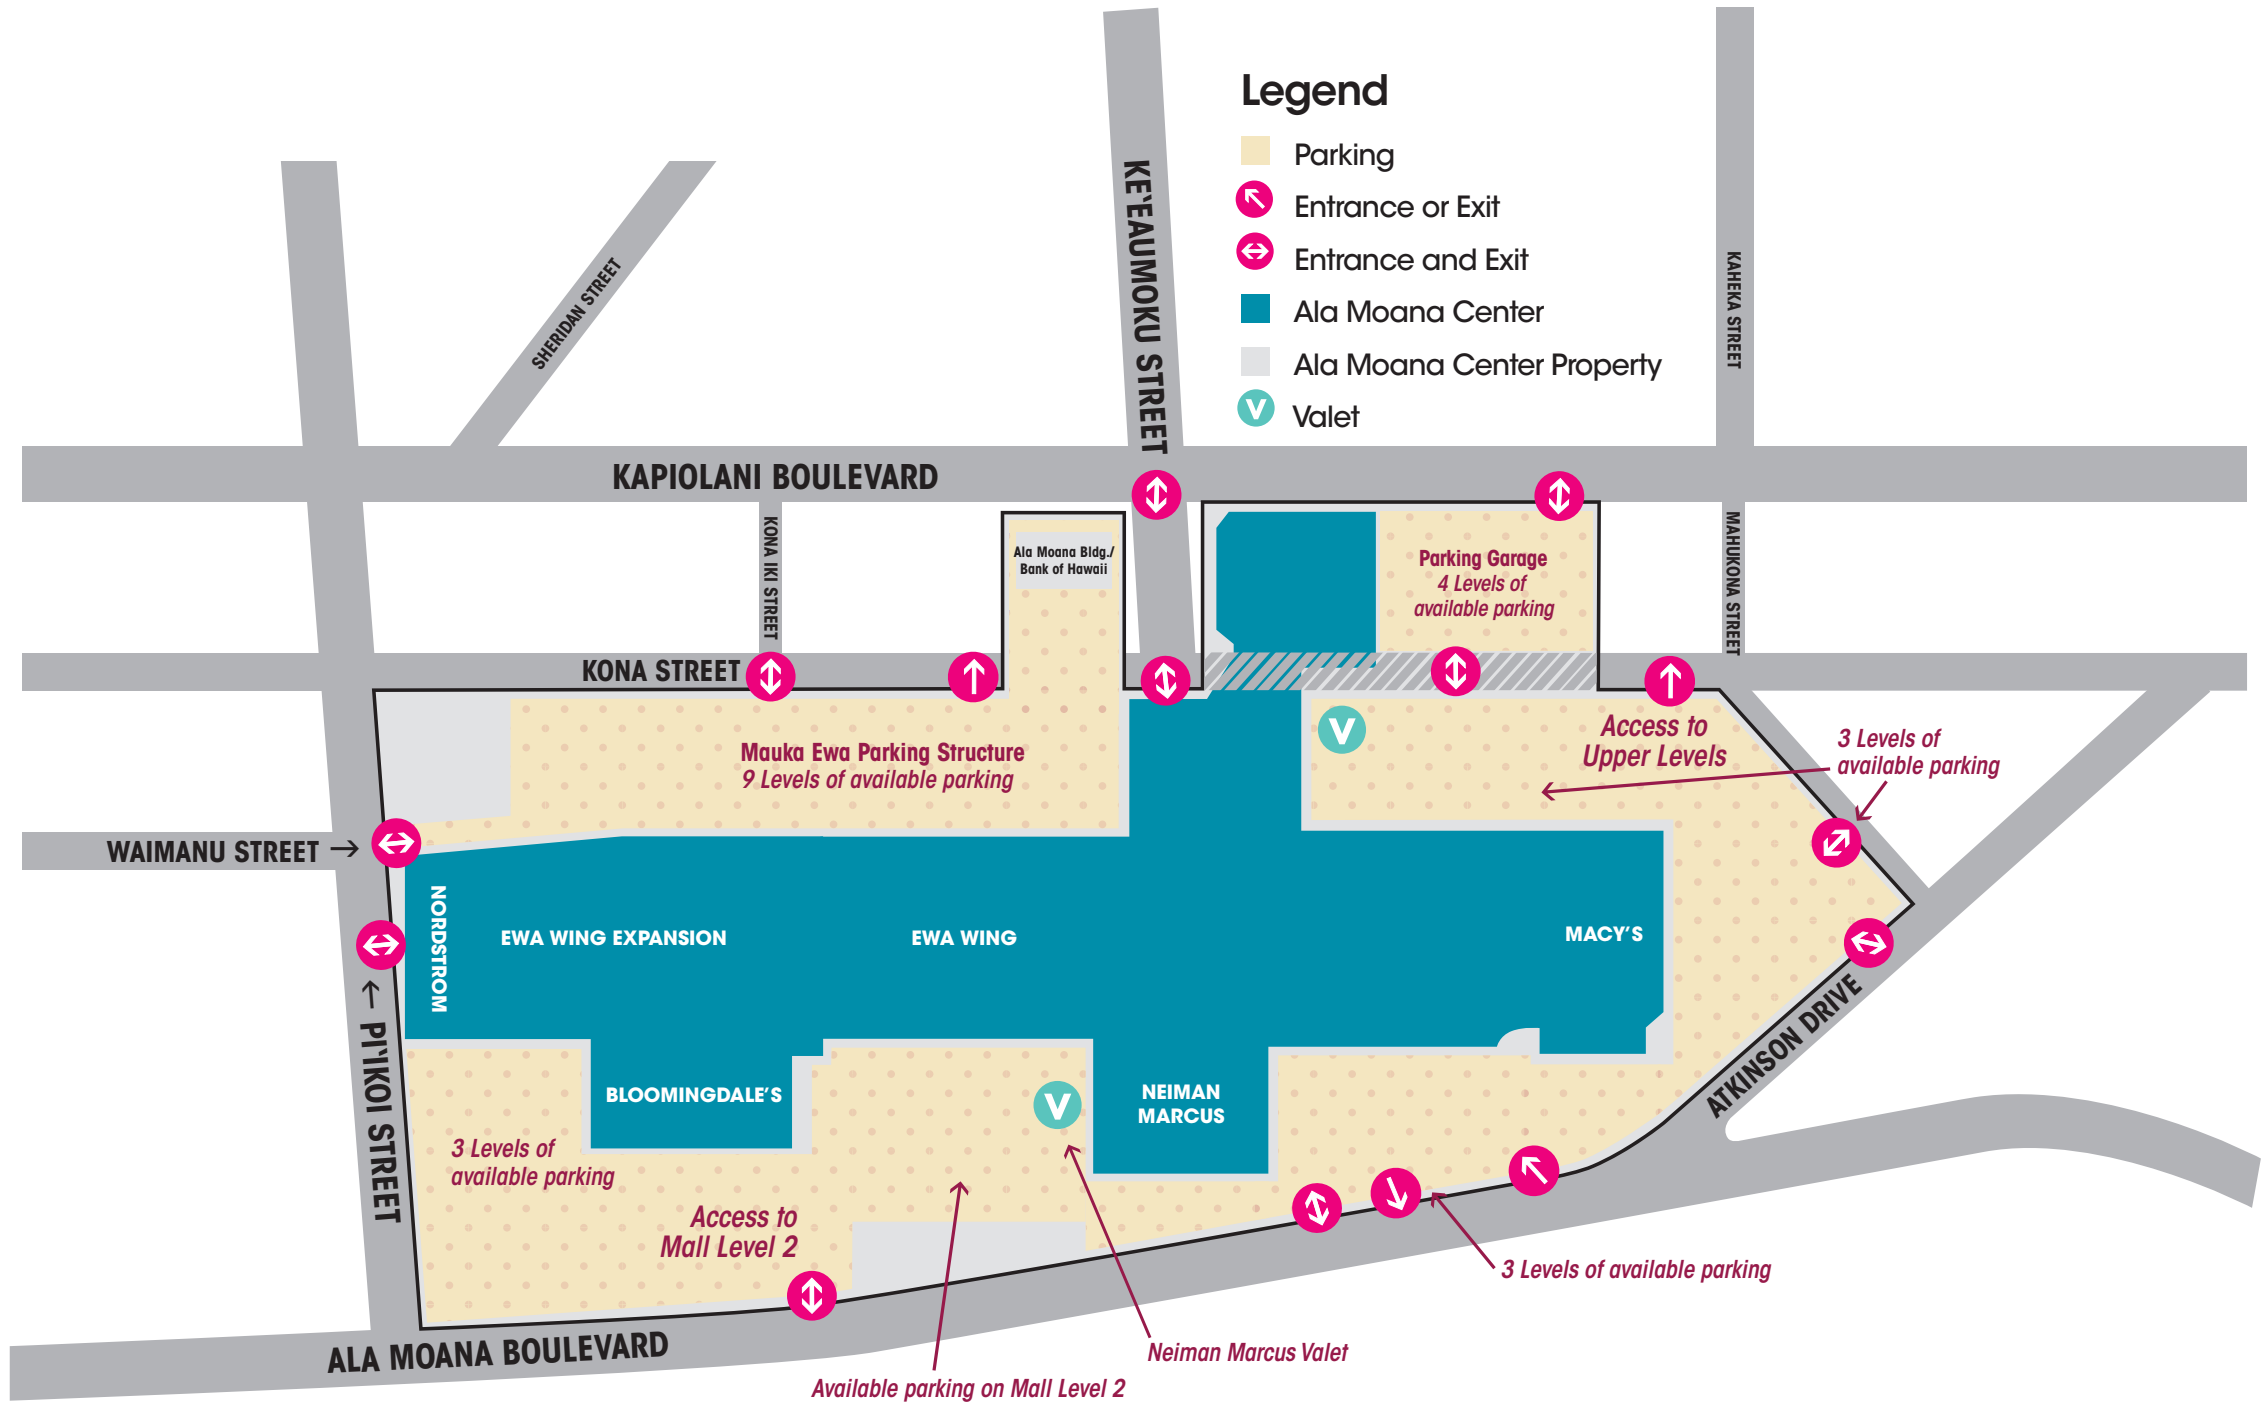 Legend
Parking
Entrance or Exit
Entrance and Exit
Ala Moana Center
Ala Moana Center Property
V
Valet
KE‘EAUMOKU STREET
KAHEKA STREET
SHERIDAN STREET
KAPIOLANI BOULEVARD
KONA IKI STREET
MAHUKONA STREET
Ala Moana Bldg./
Bank of Hawaii
Parking Garage
4 Levels of
available parking
KONA STREET
V
Access to
Upper Levels
3 Levels of
available parking
Mauka Ewa Parking Structure
9 Levels of available parking
WAIMANU STREET →
NORDSTROM
EWA WING EXPANSION
EWA WING
MACY’S
← PI‘IKOI STREET
ATKINSON DRIVE
BLOOMINGDALE’S
V
NEIMAN
MARCUS
3 Levels of
available parking
Access to
Mall Level 2
3 Levels of available parking
ALA MOANA BOULEVARD
Neiman Marcus Valet
Available parking on Mall Level 2